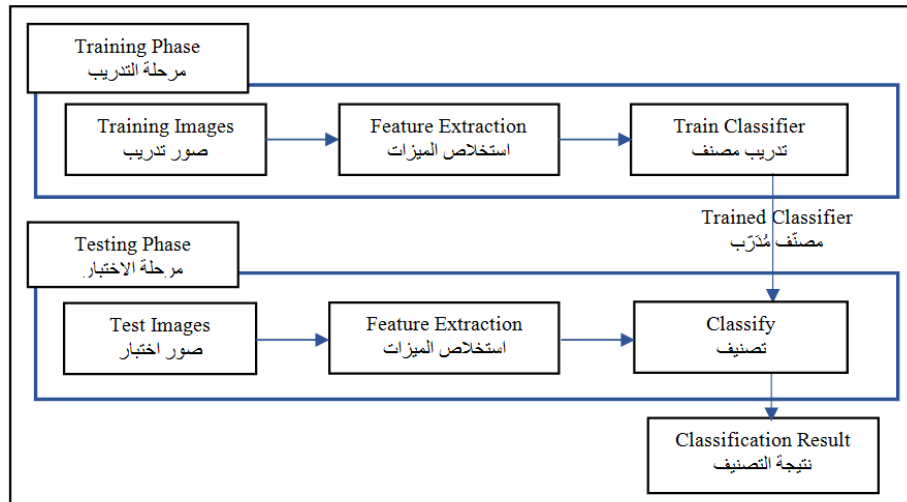 Training Phase
مرحلة التدريب
Training Images
صور تدريب
Feature Extraction
استخلاص الميزات
Train Classifier
تدريب مصنف
Trained Classifier
مصنّف مُدَرّب
Testing Phase
مرحلة الاختبار
Test Images
صور اختبار
Feature Extraction
استخلاص الميزات
Classify
تصنيف
Classification Result
نتيجة التصنيف